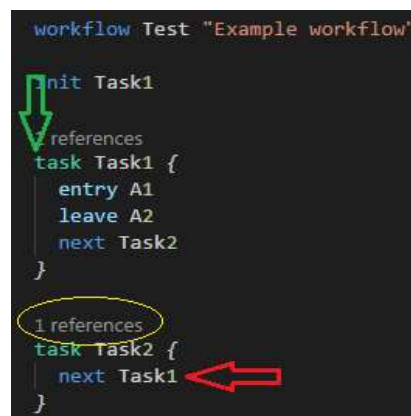 workflow Test "Example workflow"
init Task1
references
task Task1 {
entry A1
leave A2
next Task2
}
1 references
task Task2 {
next Task1
}